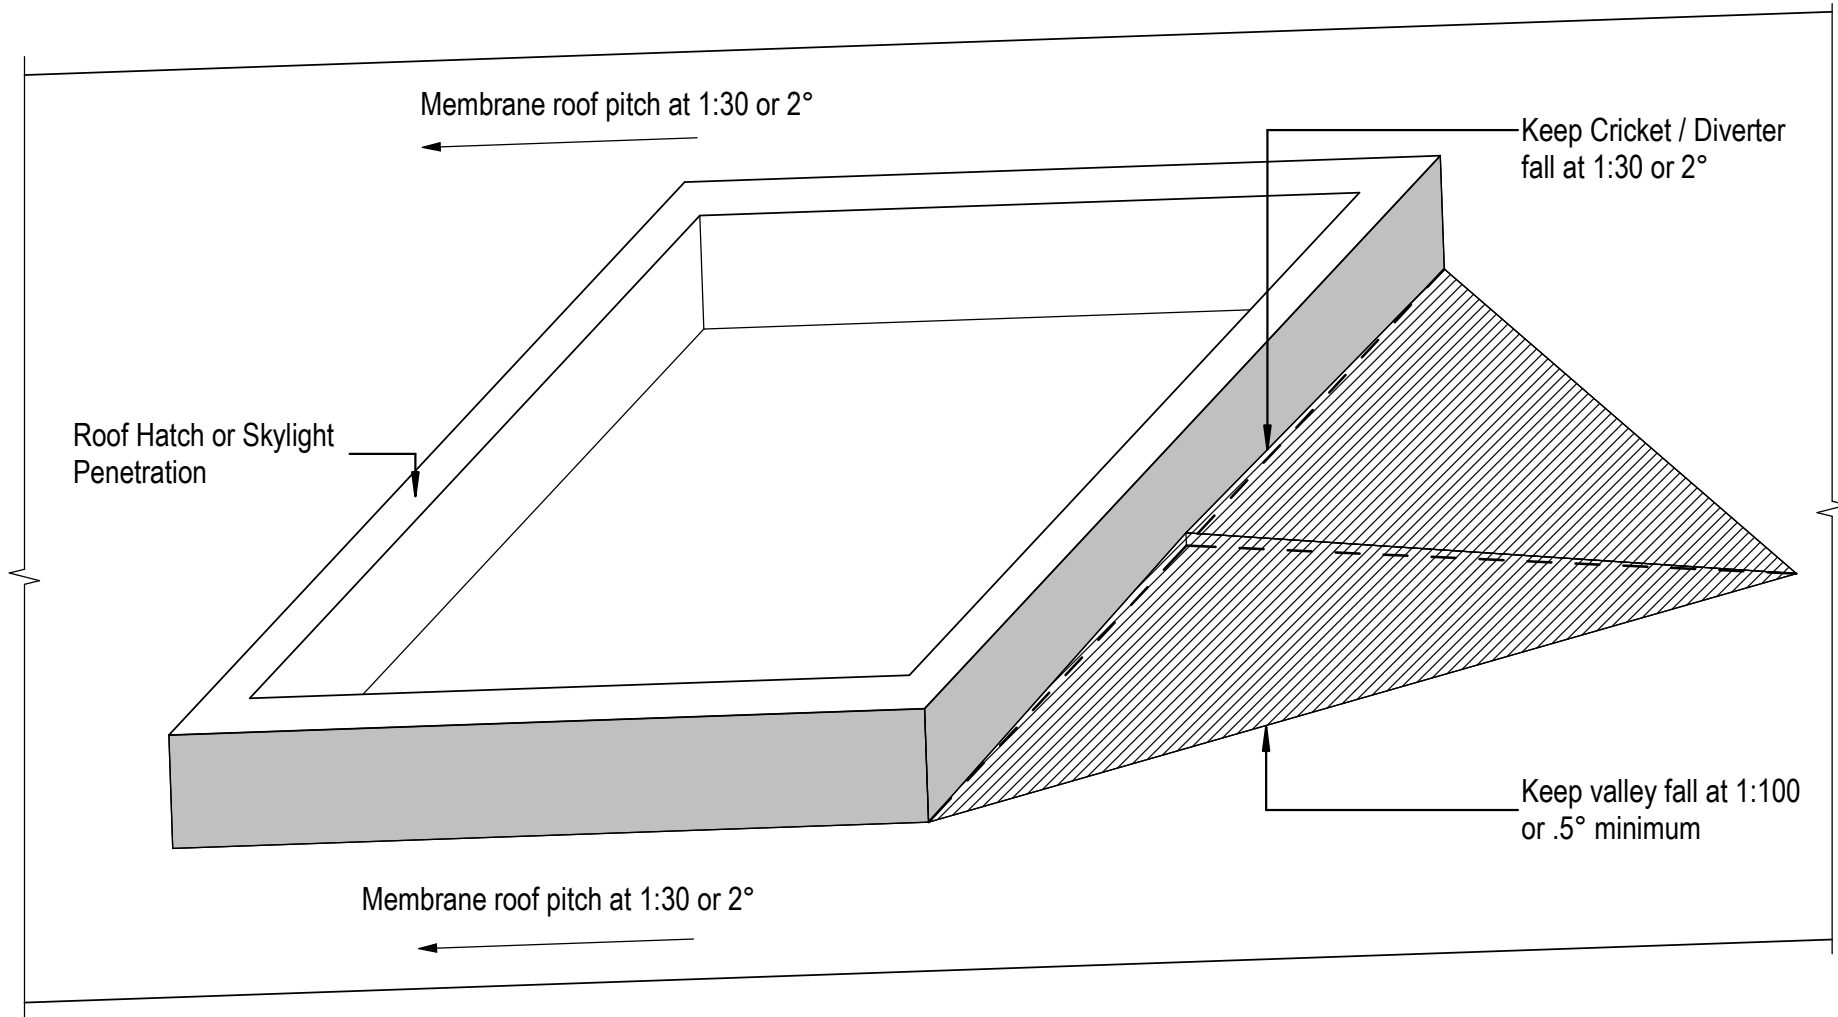 Membrane roof pitch at 1:30 or 2°
Keep Cricket / Diverter
fall at 1:30 or 2°
Roof Hatch or Skylight
Penetration
Keep valley fall at 1:100
or .5° minimum
Membrane roof pitch at 1:30 or 2°